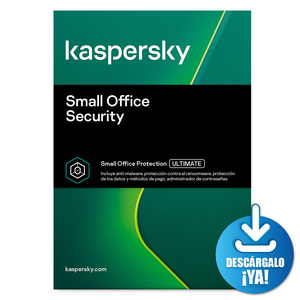 kaspersky
Small Office
Security
Small Office Protection ULTIMATE
Incluye anti-malware, protección contra el ransomware, protección
de los datos y métodos de pago, administrador de contraseñas
kaspersky.com
DESCÁRGALO
¡YA!